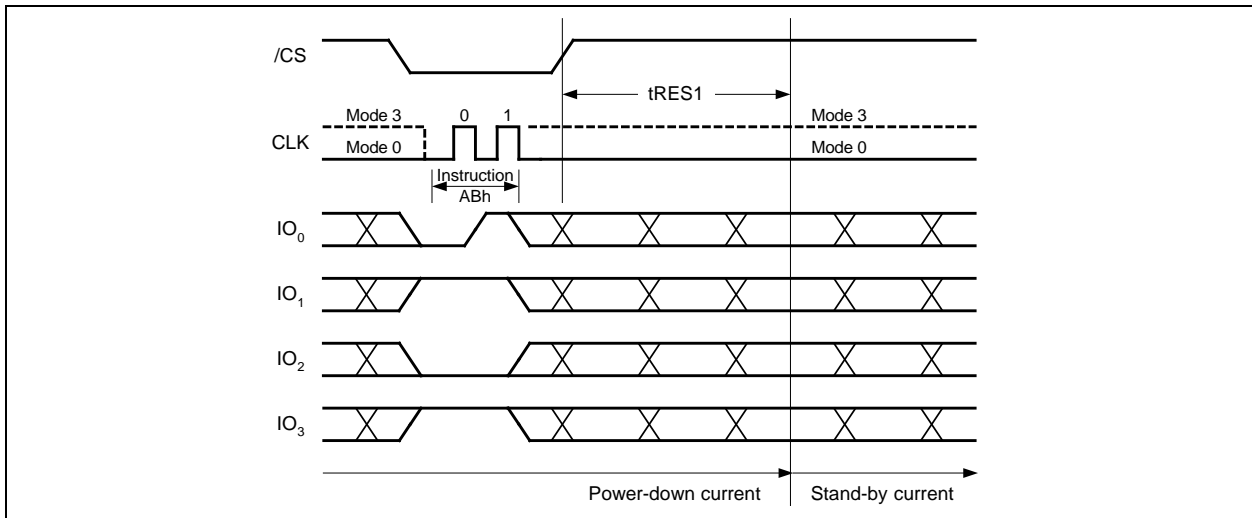 /CS
tRES1
Mode 3 0 1 Mode 3
CLK
Mode 0 Mode 0
Instruction
ABh
IO0
IO1
IO2
IO3
Power-down current Stand-by current